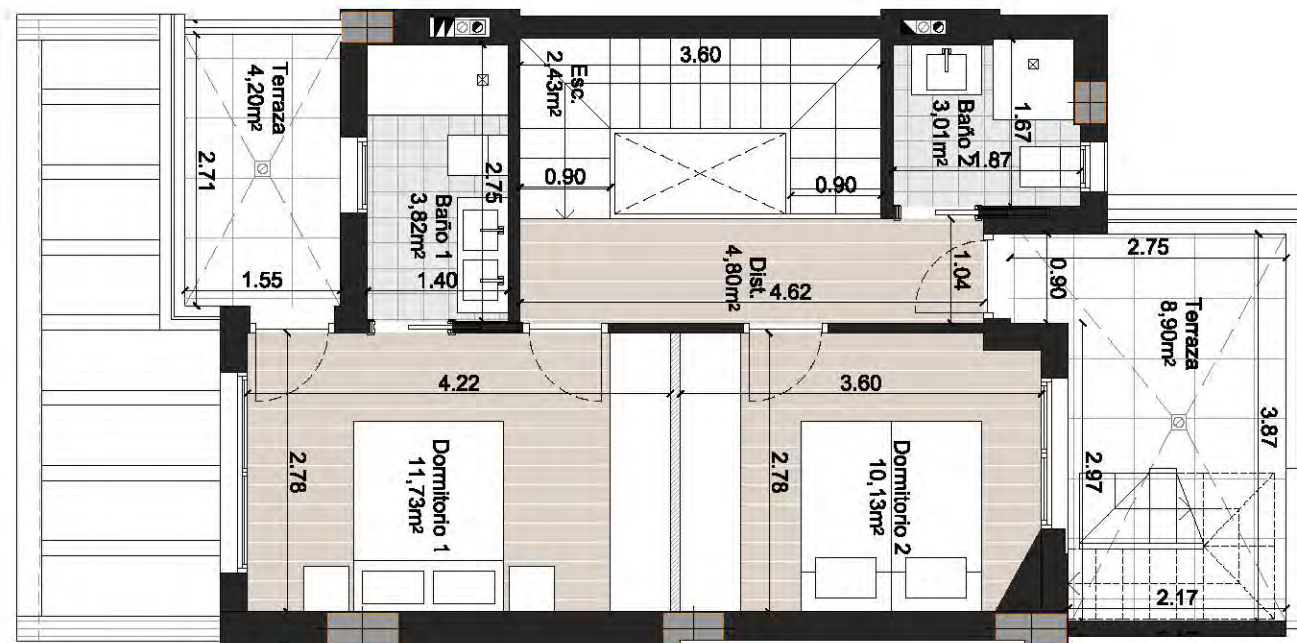 Terraza
4,20m²
2.71
1.55
Baño 1
3,82m²
2.75
1.40
Esc.
2,43m²
3.60
0.90
0.90
Baño 2
3,01m²
1.67
1.87
Dist.
4,80m²
4.62
1.04
0.90
2.75
Terraza
8,90m²
3.87
2.97
2.17
4.22
2.78
Dormitorio 1
11,73m²
3.60
2.78
Dormitorio 2
10,13m²